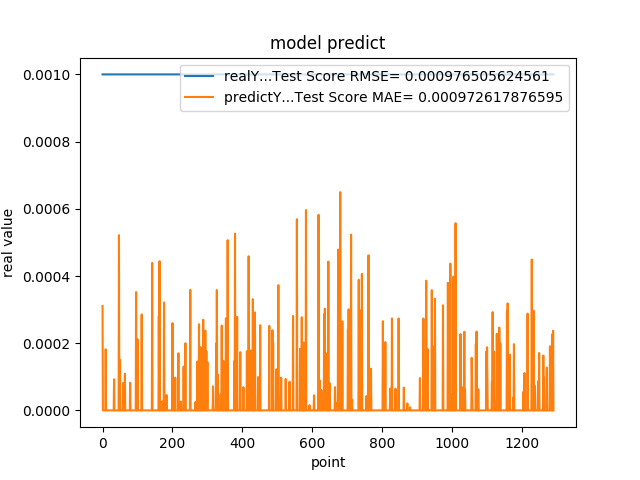 model predict
realY...Test Score RMSE= 0.000976505624561
predictY...Test Score MAE= 0.000972617876595
real value
0.0010
0.0008
0.0006
0.0004
0.0002
0.0000
0 200 400 600 800 1000 1200
point